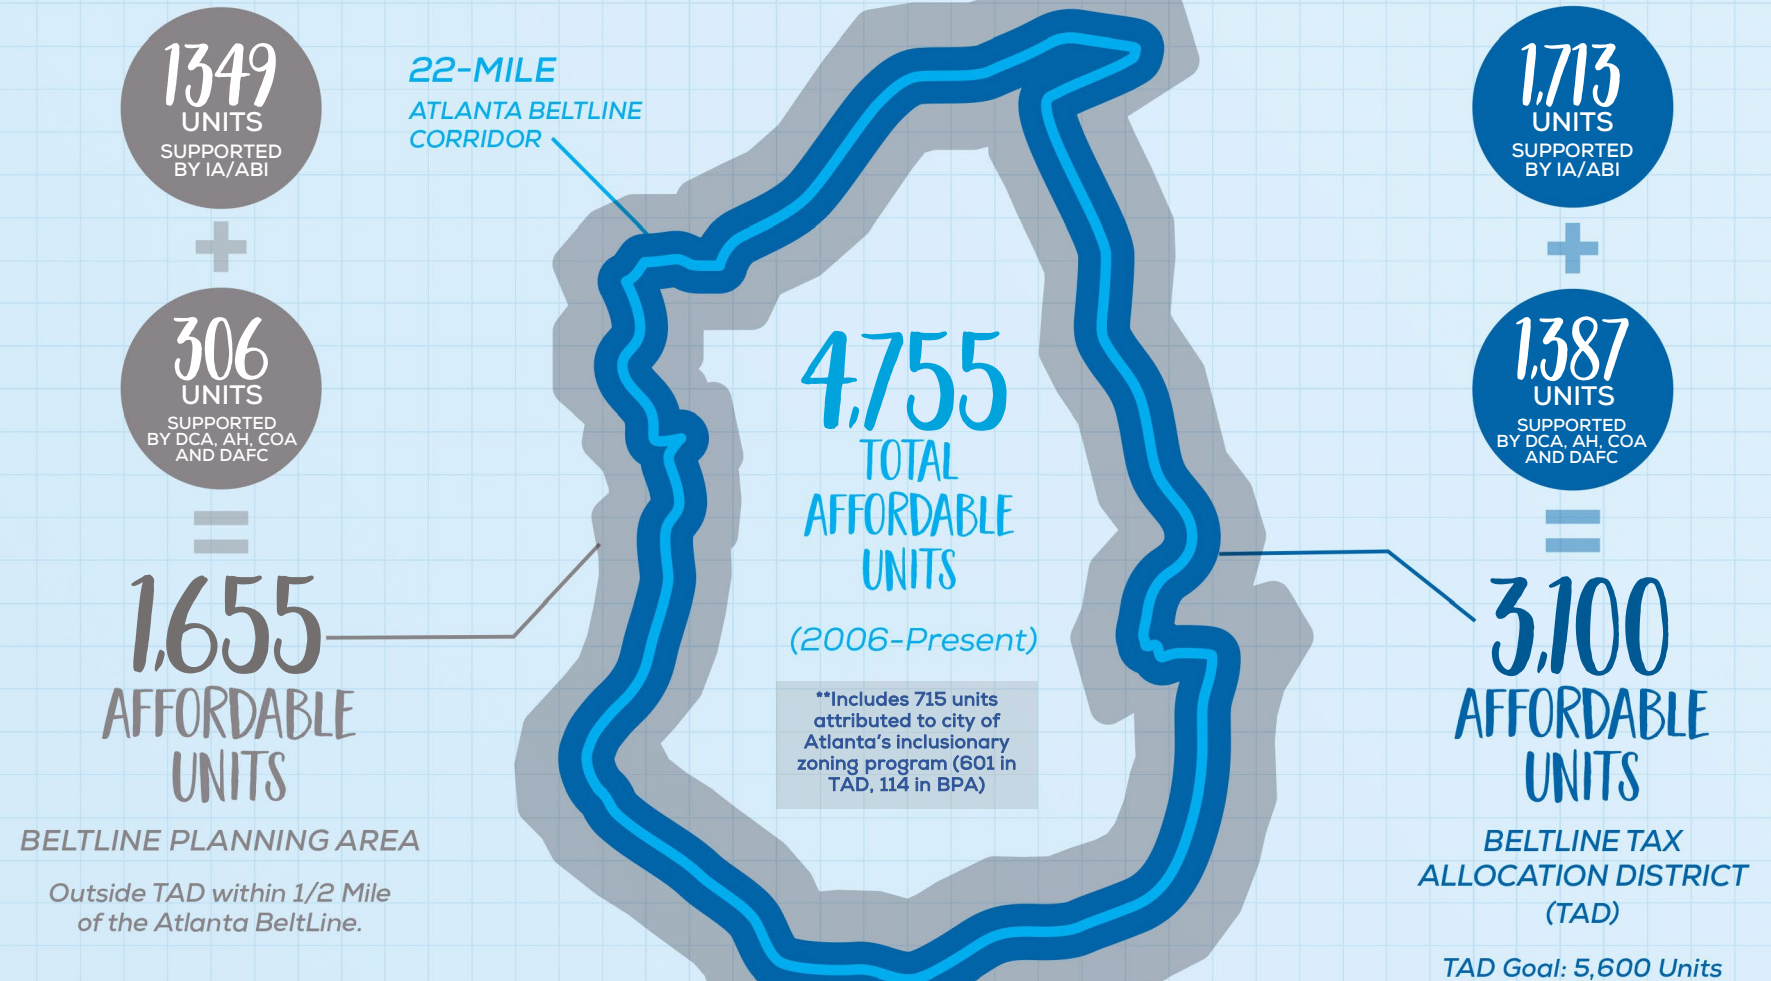 1349
UNITS
SUPPORTED
BY IA/ABI
+
306
UNITS
SUPPORTED
BY DCA, AH, COA
AND DAFC
=
1,655
AFFORDABLE
UNITS
BELTLINE PLANNING AREA
Outside TAD within 1/2 Mile
of the Atlanta BeltLine.
22-MILE
ATLANTA BELTLINE
CORRIDOR
4,755
TOTAL
AFFORDABLE
UNITS
(2006-Present)
**Includes 715 units
attributed to city of
Atlanta's inclusionary
zoning program (601 in
TAD, 114 in BPA)
1,713
UNITS
SUPPORTED
BY IA/ABI
+
1,387
UNITS
SUPPORTED
BY DCA, AH, COA
AND DAFC
=
3,100
AFFORDABLE
UNITS
BELTLINE TAX
ALLOCATION DISTRICT
(TAD)
TAD Goal: 5,600 Units